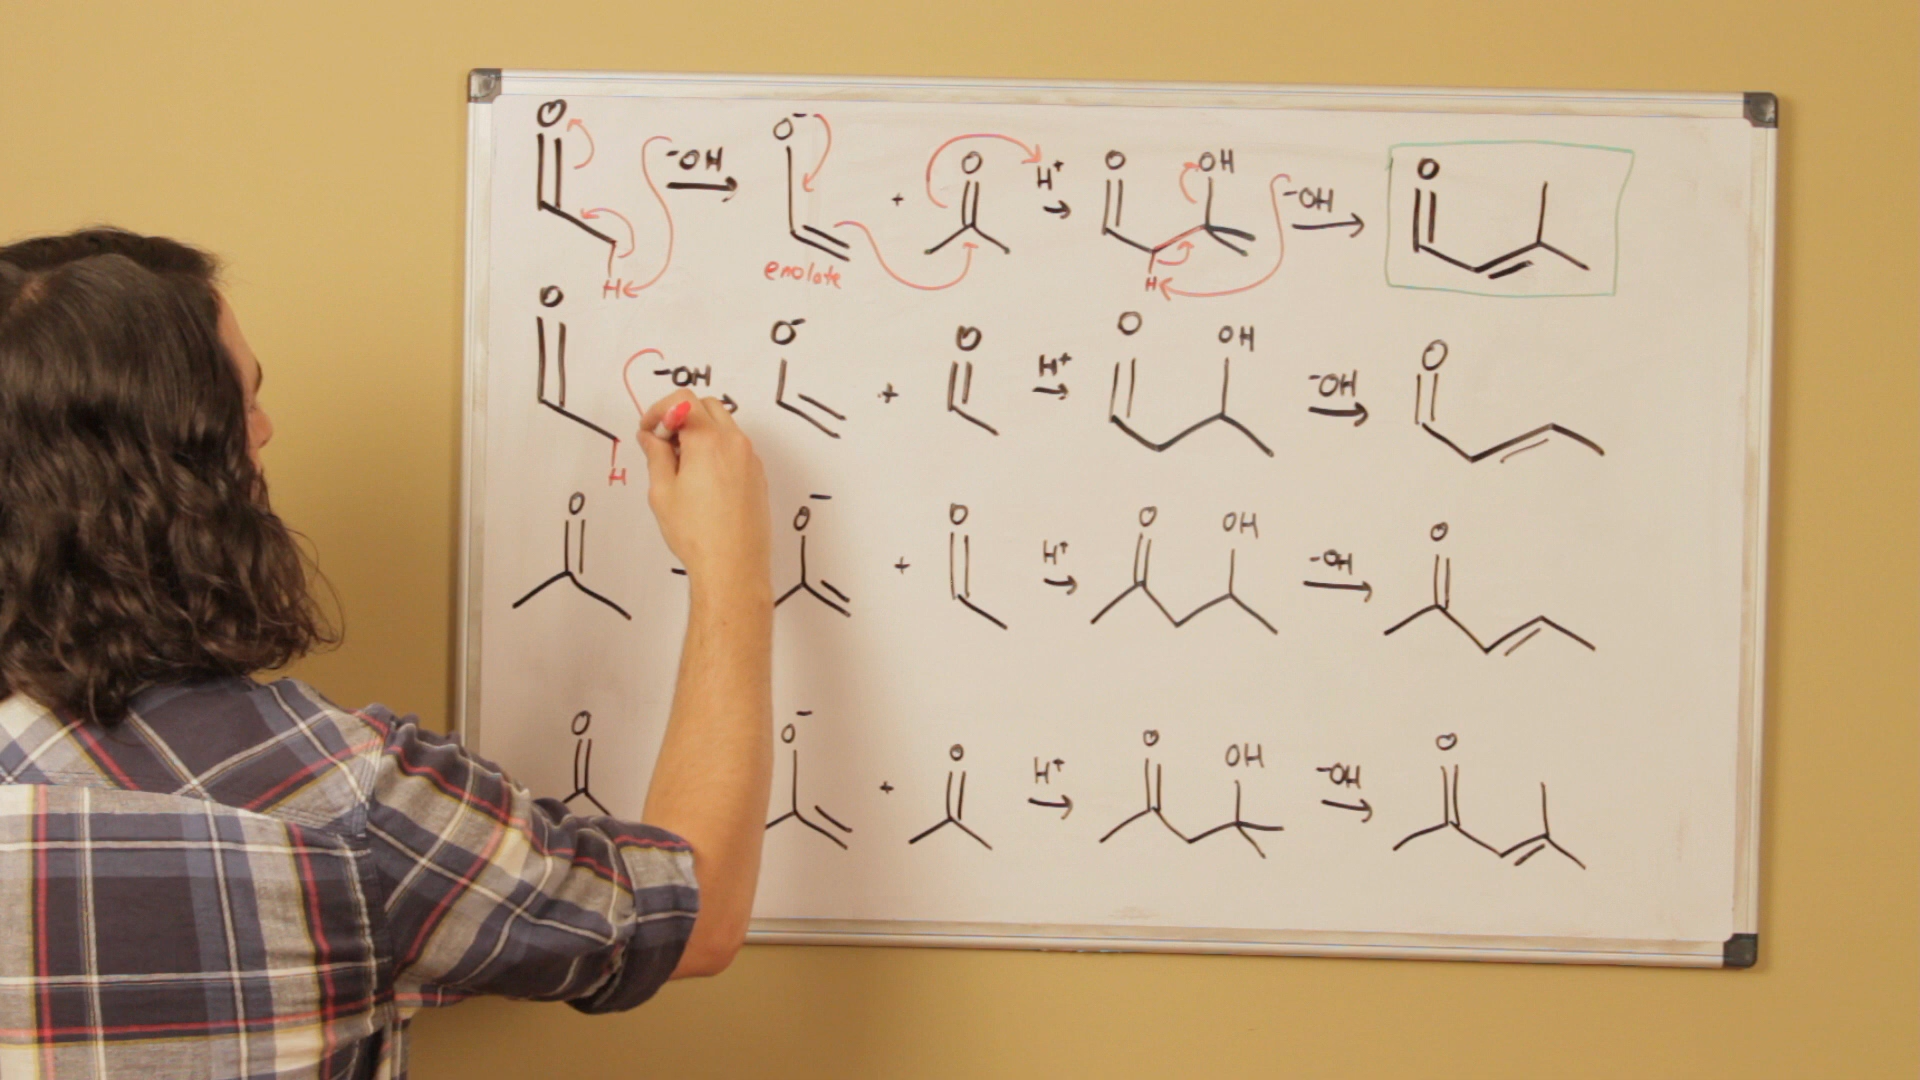 O ⁻OH O⁻ + O H⁺ O OH ⁻OH O
H enolate H
O ⁻OH O⁻ + O H⁺ O OH ⁻OH O
H
O O⁻ + O H⁺ O OH ⁻OH O
O O⁻ + O H⁺ O OH ⁻OH O